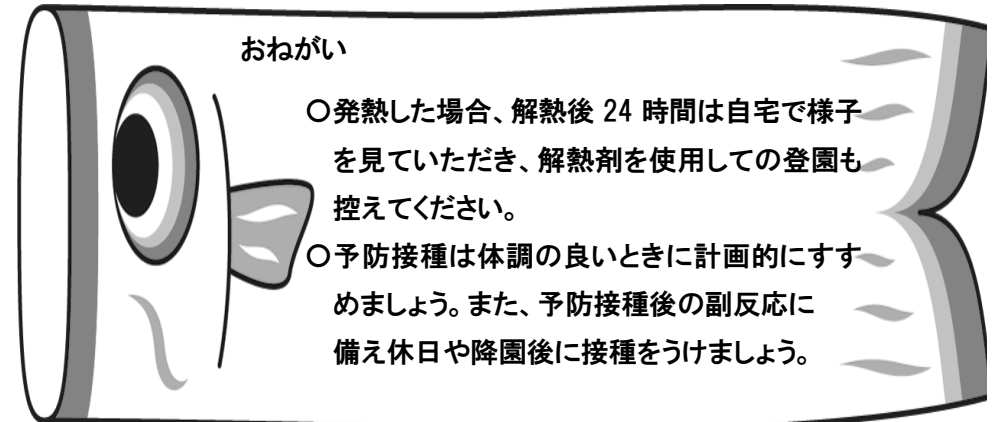 おねがい
○発熱した場合、解熱後 24 時間は自宅で様子
を見ていただき、解熱剤を使用しての登園も
控えてください。
○予防接種は体調の良いときに計画的にすす
めましょう。また、予防接種後の副反応に
備え休日や降園後に接種をうけましょう。